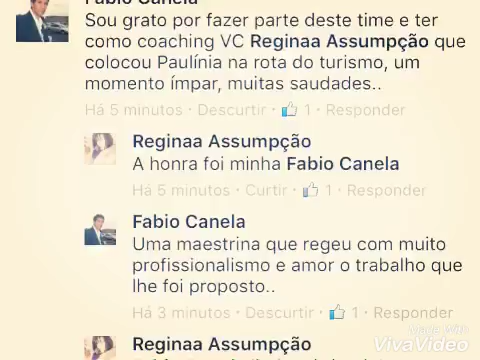 Fabio Canela
Sou grato por fazer parte deste time e ter
como coaching VC Reginaa Assumpção que
colocou Paulínia na rota do turismo, um
momento ímpar, muitas saudades..
Há 5 minutos · Descurtir · 1 · Responder
Reginaa Assumpção
A honra foi minha Fabio Canela
Há 5 minutos · Curtir · 1 · Responder
Fabio Canela
Uma maestrina que regeu com muito
profissionalismo e amor o trabalho que
lhe foi proposto..
Há 3 minutos · Descurtir · 1 · Responder
Reginaa Assumpção
Made With
VivaVideo